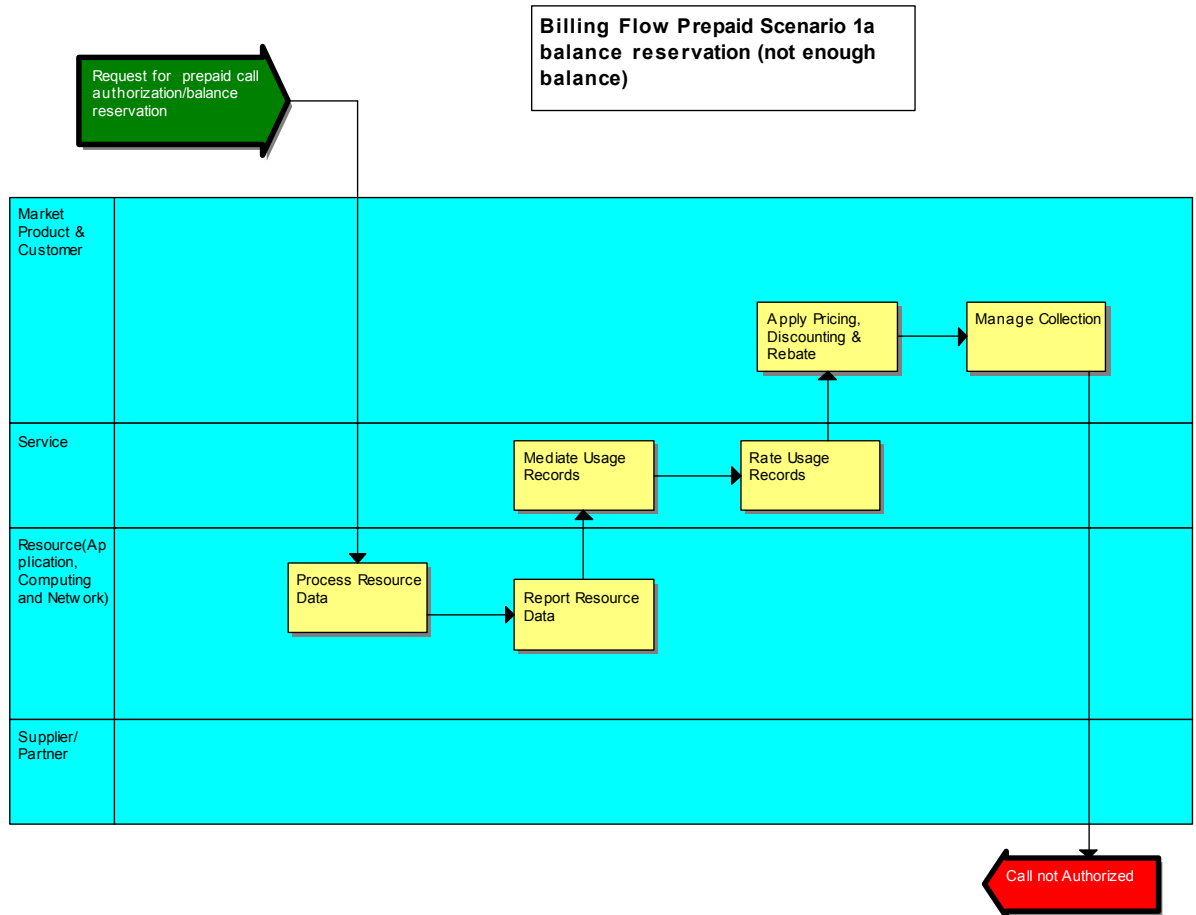 Billing Flow Prepaid Scenario 1a
balance reservation (not enough
balance)
Request for prepaid call
authorization/balance
reservation
Market
Product &
Customer
Apply Pricing,
Discounting &
Rebate
Manage Collection
Service
Mediate Usage
Records
Rate Usage
Records
Resource(Ap
plication,
Computing
and Network)
Process Resource
Data
Report Resource
Data
Supplier/
Partner
Call not Authorized